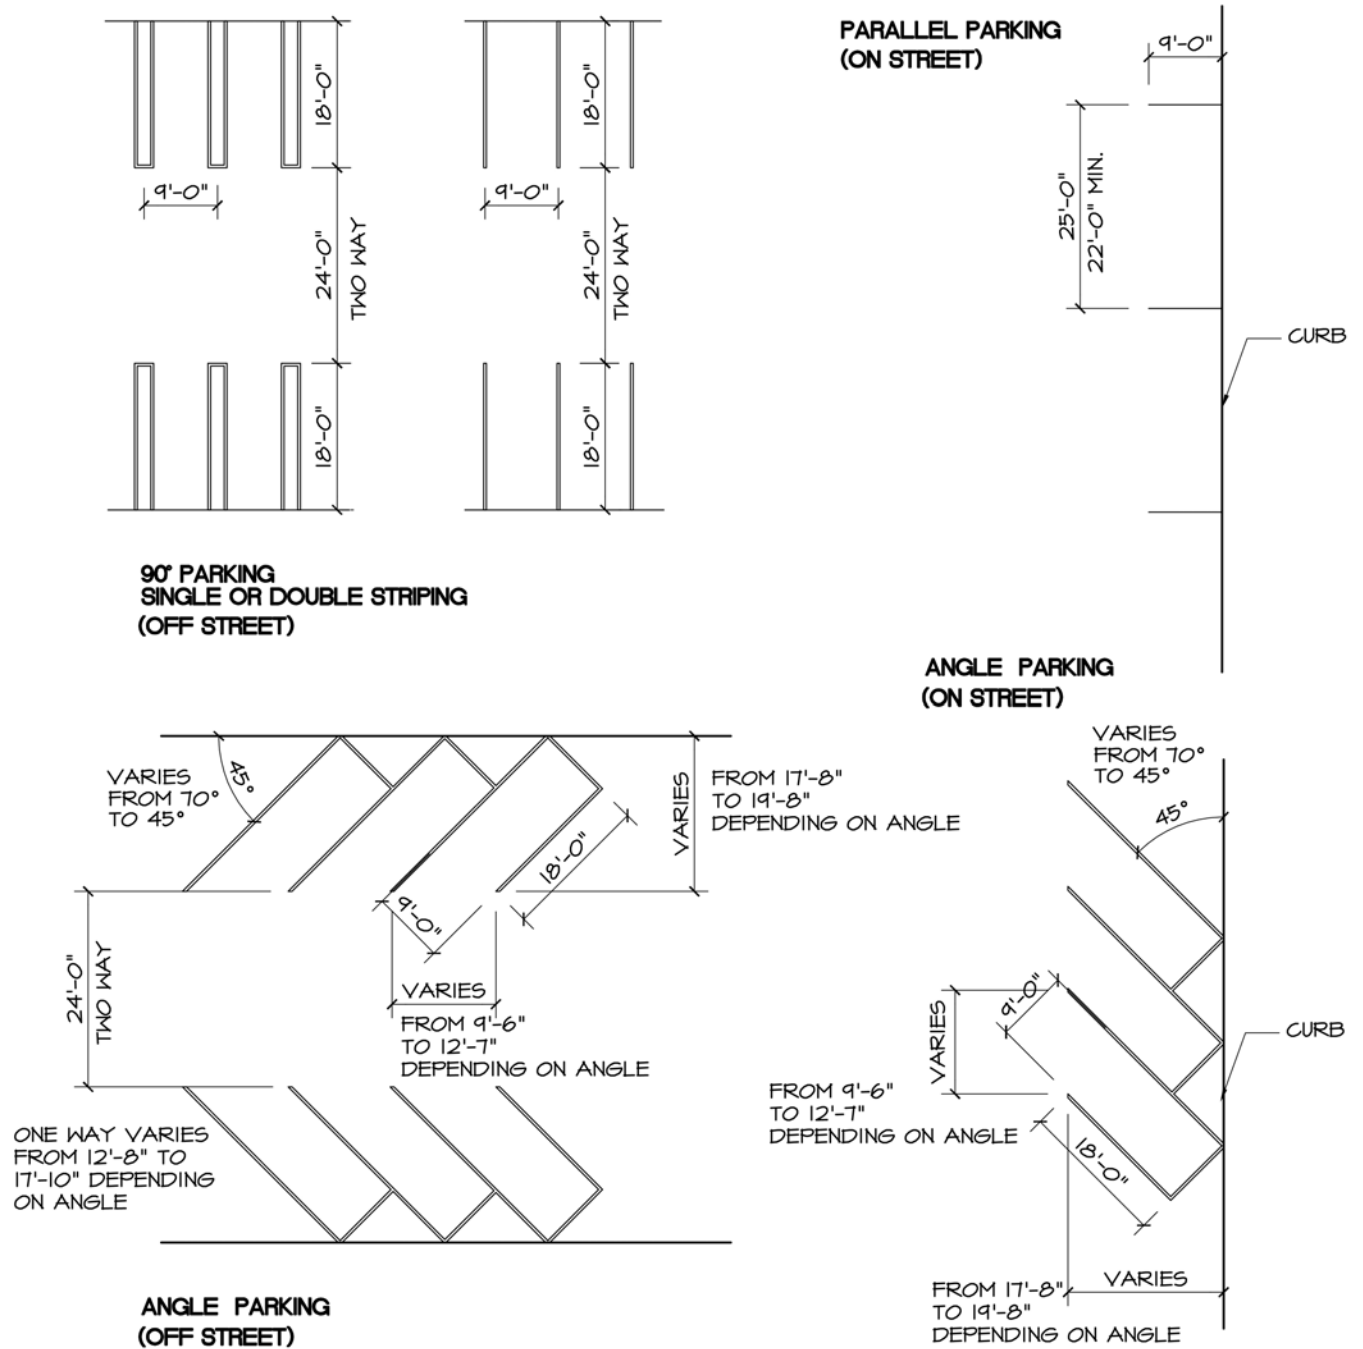 18'-0"
9'-0"
24'-0"
TWO WAY
18'-0"
18'-0"
9'-0"
24'-0"
TWO WAY
18'-0"
90° PARKING
SINGLE OR DOUBLE STRIPING
(OFF STREET)
PARALLEL PARKING
(ON STREET)
9'-0"
25'-0"
22'-0" MIN.
CURB
VARIES
FROM 70°
TO 45°
45°
VARIES
FROM 17'-8"
TO 19'-8"
DEPENDING ON ANGLE
18'-0"
9'-0"
24'-0"
TWO WAY
VARIES
FROM 9'-6"
TO 12'-7"
DEPENDING ON ANGLE
ONE WAY VARIES
FROM 12'-8" TO
17'-10" DEPENDING
ON ANGLE
ANGLE PARKING
(OFF STREET)
ANGLE PARKING
(ON STREET)
VARIES
FROM 70°
TO 45°
45°
9'-0"
VARIES
CURB
FROM 9'-6"
TO 12'-7"
DEPENDING ON ANGLE
18'-0"
VARIES
FROM 17'-8"
TO 19'-8"
DEPENDING ON ANGLE